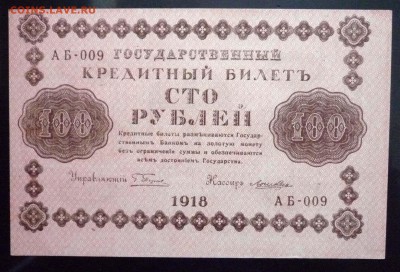 COINS.LAVE.RU
АБ-009 ГОСУДАРСТВЕННЫЙ
КРЕДИТНЫЙ БИЛЕТЪ
СТО
РУБЛЕЙ
100 100
Кредитные билеты размѣниваются Государ-
ственнымъ Банкомъ на золотую монету
безъ ограниченія суммы и обезпечиваются
всѣмъ достояніемъ Государства.
Управляющій Кассиръ
1918 АБ-009